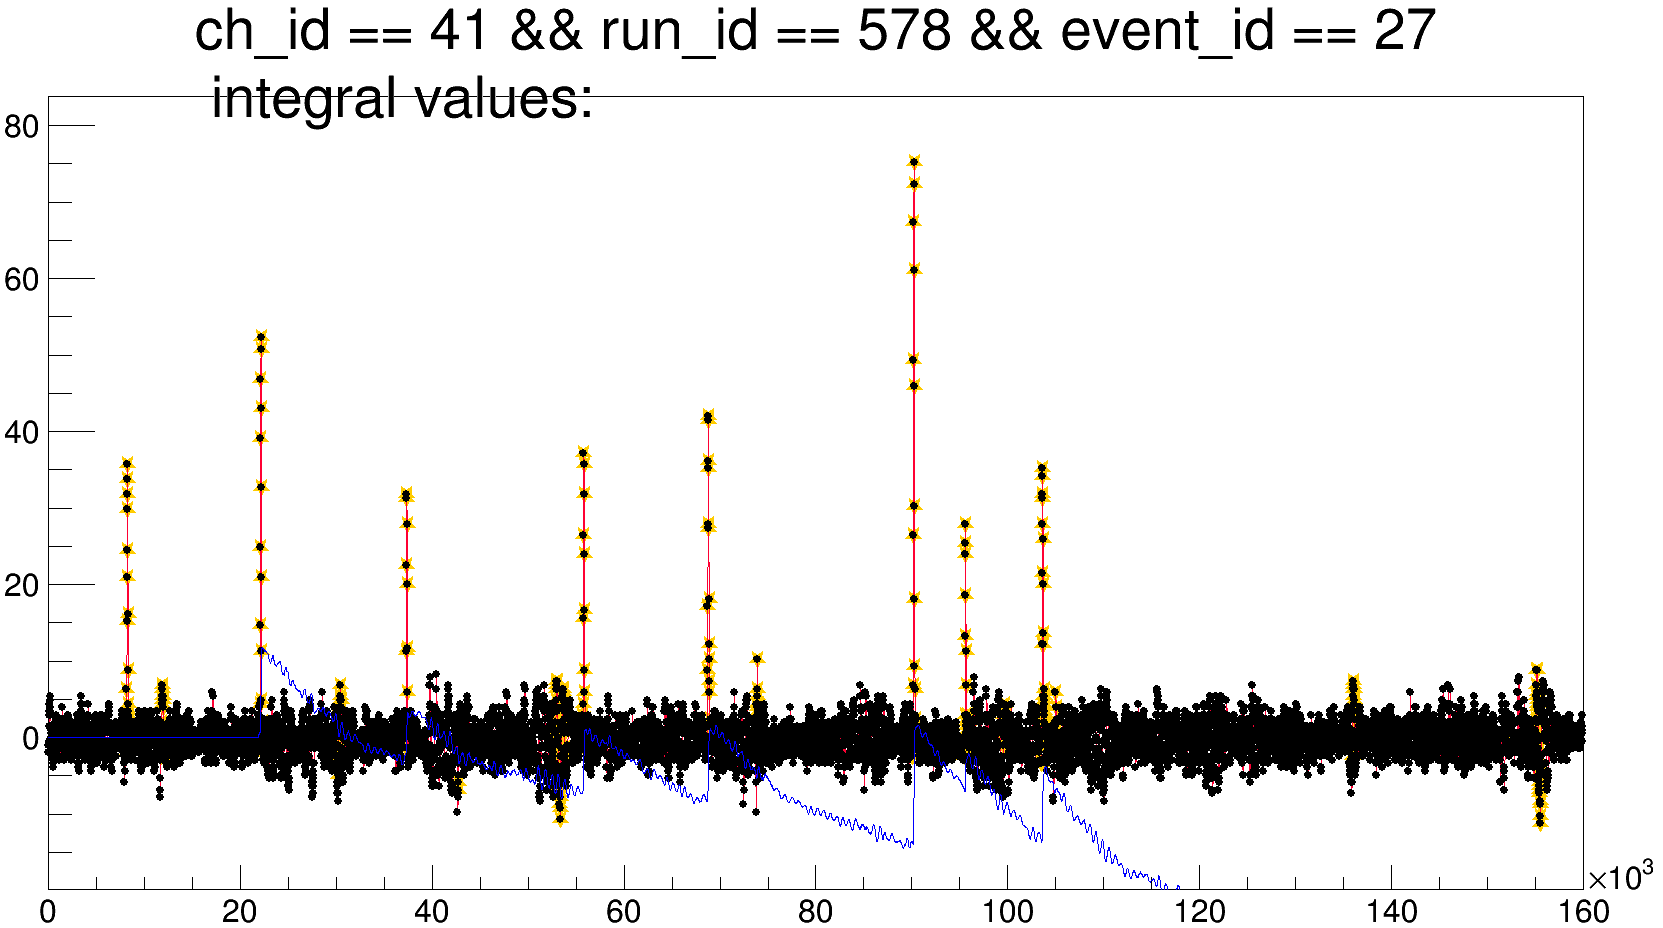 ch_id == 41 && run_id == 578 && event_id == 27
integral values:
80
60
40
20
0
×10³
0 20 40 60 80 100 120 140 160